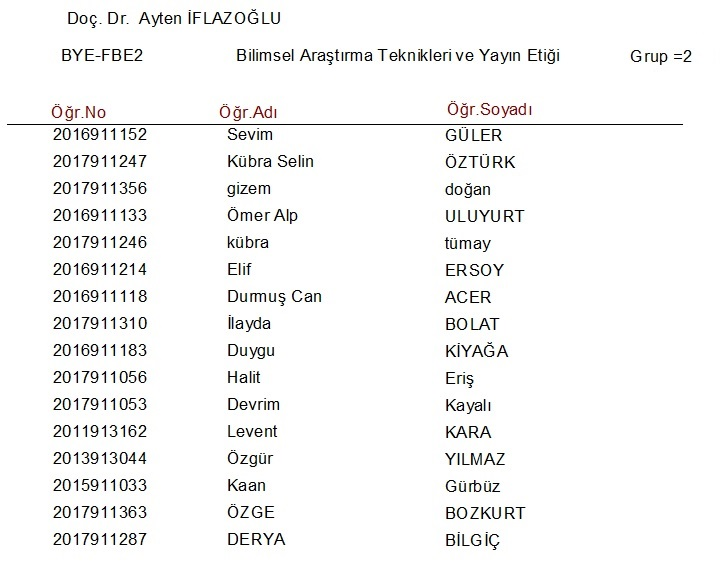 Doç. Dr. Ayten İFLAZOĞLU
BYE-FBE2 Bilimsel Araştırma Teknikleri ve Yayın Etiği Grup =2
Öğr.No Öğr.Adı Öğr.Soyadı
2016911152 Sevim GÜLER
2017911247 Kübra Selin ÖZTÜRK
2017911356 gizem doğan
2016911133 Ömer Alp ULUYURT
2017911246 kübra tümay
2016911214 Elif ERSOY
2016911118 Durmuş Can ACER
2017911310 İlayda BOLAT
2016911183 Duygu KİYAĞA
2017911056 Halit Eriş
2017911053 Devrim Kayalı
2011913162 Levent KARA
2013913044 Özgür YILMAZ
2015911033 Kaan Gürbüz
2017911363 ÖZGE BOZKURT
2017911287 DERYA BİLGİÇ